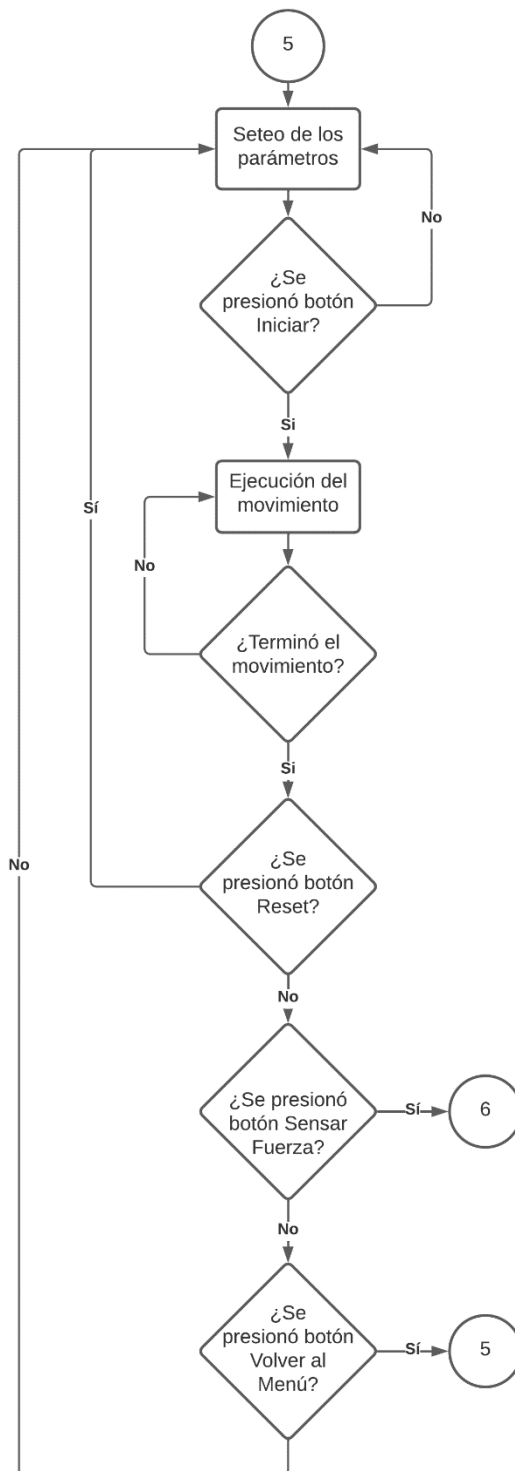 5
Seteo de los
parámetros
No
¿Se
presionó botón
Iniciar?
Si
Ejecución del
movimiento
Sí
No
¿Terminó el
movimiento?
Si
¿Se
presionó botón
Reset?
No
No
¿Se presionó
botón Sensar
Fuerza?
Sí
6
No
¿Se
presionó botón
Volver al
Menú?
Sí
5